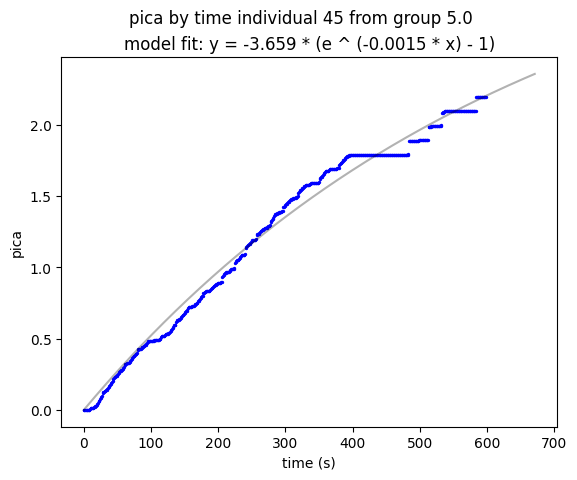 pica by time individual 45 from group 5.0
model fit: y = -3.659 * (e ^ (-0.0015 * x) - 1)
2.0
1.5
1.0
0.5
0.0
pica
0 100 200 300 400 500 600 700
time (s)